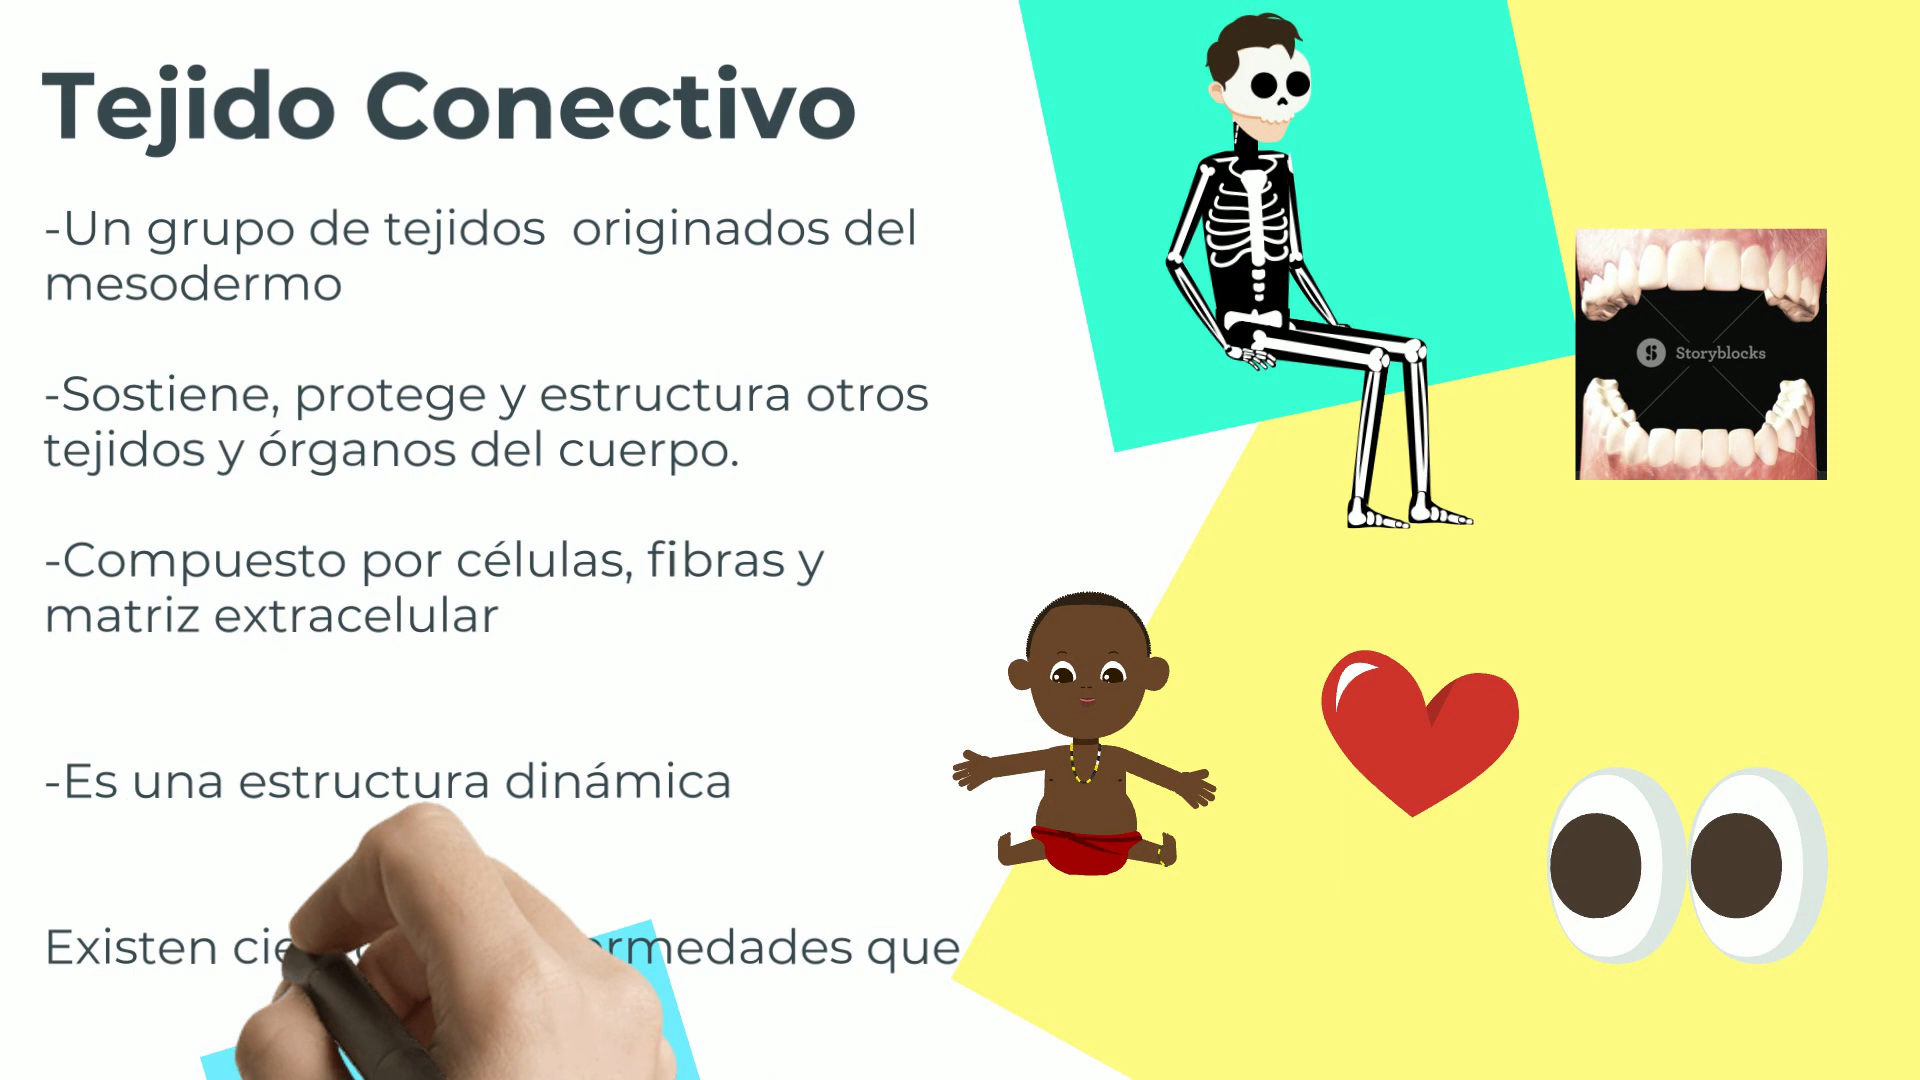 Tejido Conectivo
-Un grupo de tejidos originados del
mesodermo
-Sostiene, protege y estructura otros
tejidos y órganos del cuerpo.
-Compuesto por células, fibras y
matriz extracelular
-Es una estructura dinámica
Existen que
Storyblocks